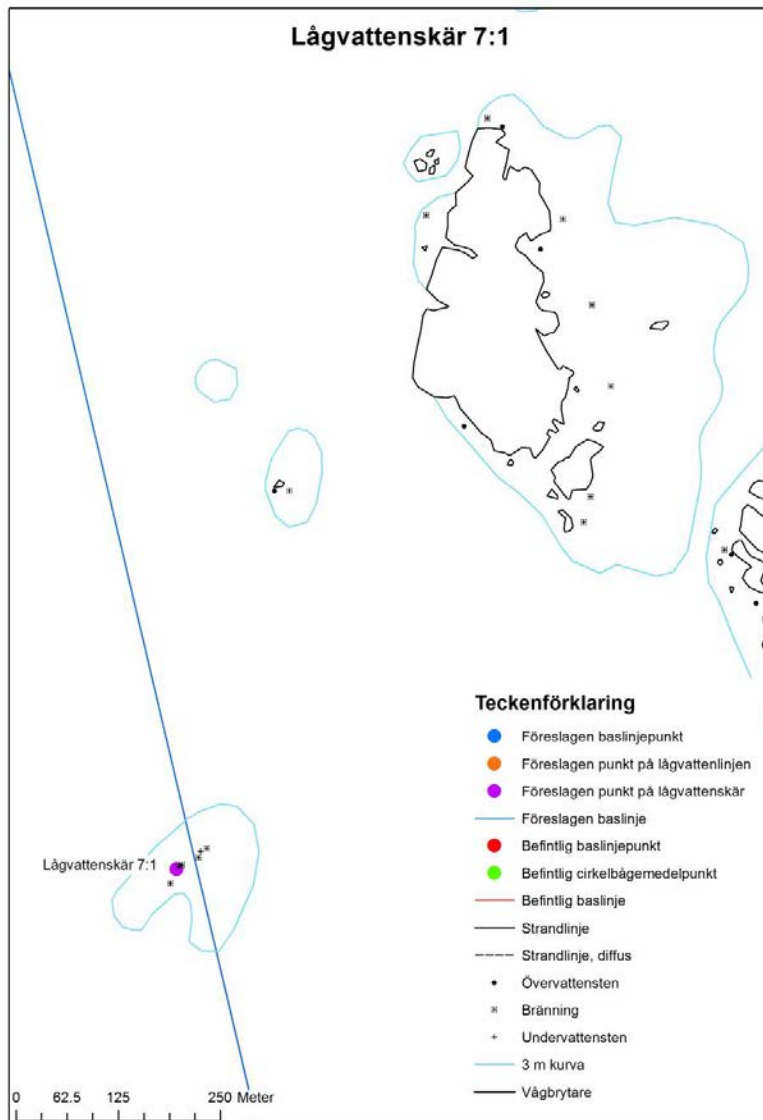 Lågvattenskär 7:1
Lågvattenskär 7:1
Teckenförklaring
Föreslagen baslinjepunkt
Föreslagen punkt på lågvattenlinjen
Föreslagen punkt på lågvattenskär
Föreslagen baslinje
Befintlig baslinjepunkt
Befintlig cirkelbågemedelpunkt
Befintlig baslinje
Strandlinje
Strandlinje, diffus
Övervattensten
Bränning
Undervattensten
3 m kurva
Vågbrytare
0 62.5 125 250 Meter